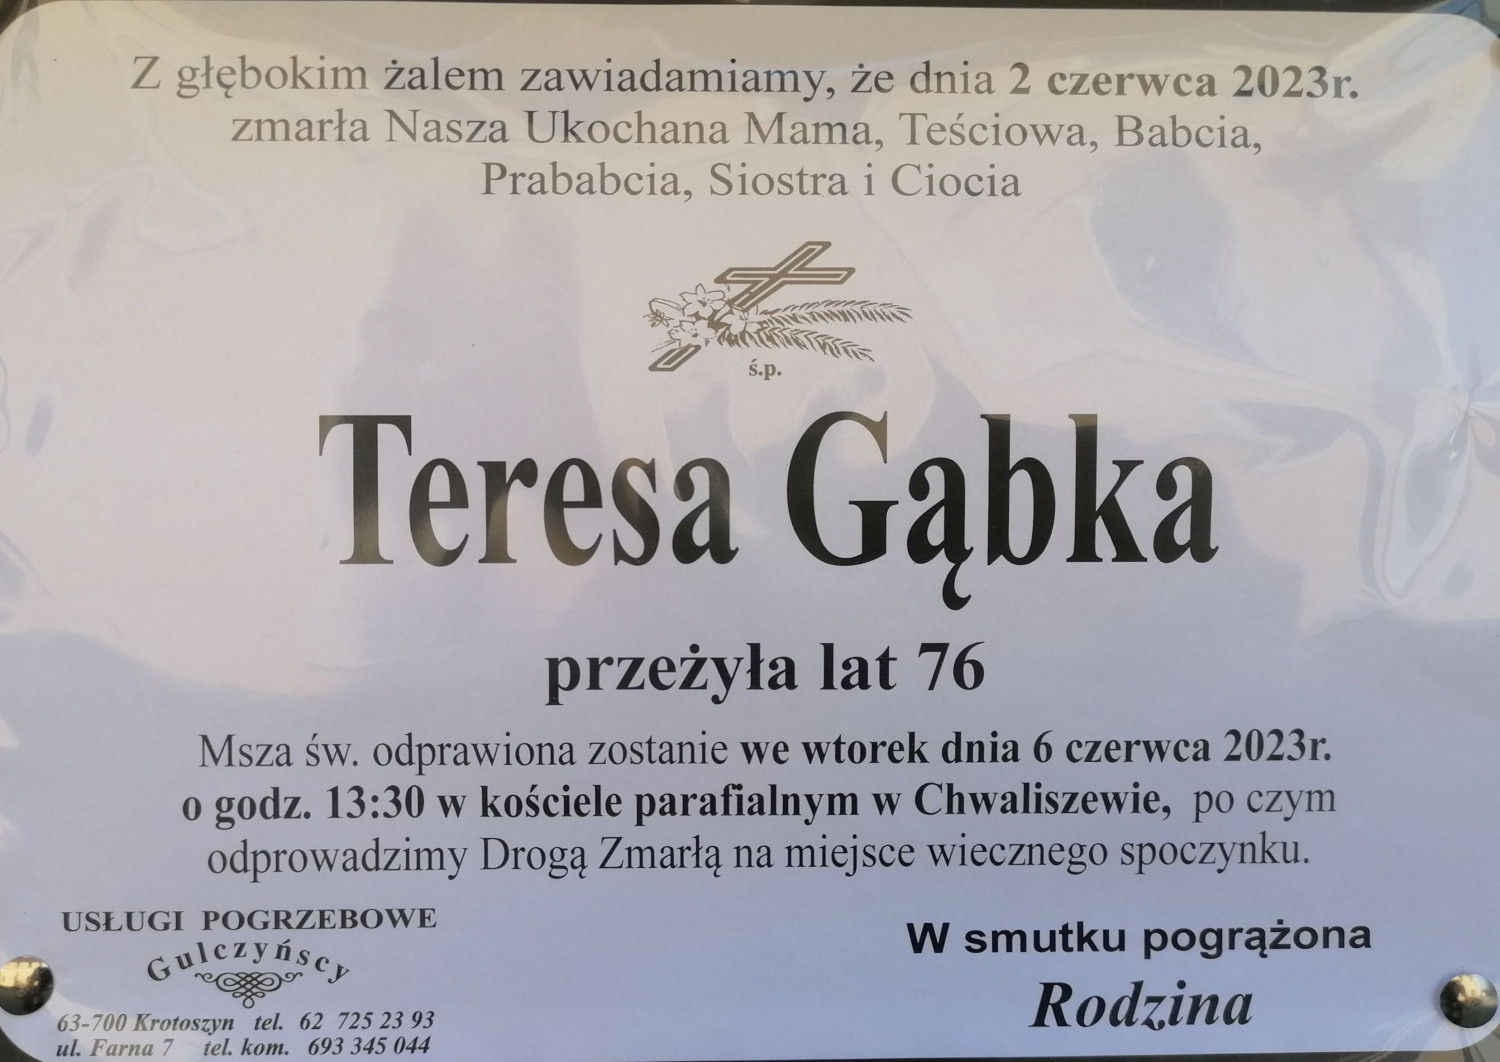 Z głębokim żalem zawiadamiamy, że dnia 2 czerwca 2023r.
zmarła Nasza Ukochana Mama, Teściowa, Babcia,
Prababcia, Siostra i Ciocia
ś.p.
Teresa Gąbka
przeżyła lat 76
Msza św. odprawiona zostanie we wtorek dnia 6 czerwca 2023r.
o godz. 13:30 w kościele parafialnym w Chwaliszewie, po czym
odprowadzimy Drogą Zmarłą na miejsce wiecznego spoczynku.
USŁUGI POGRZEBOWE
Gulczyńscy
63-700 Krotoszyn tel. 62 725 23 93
ul. Farna 7 tel. kom. 693 345 044
W smutku pogrążona
Rodzina